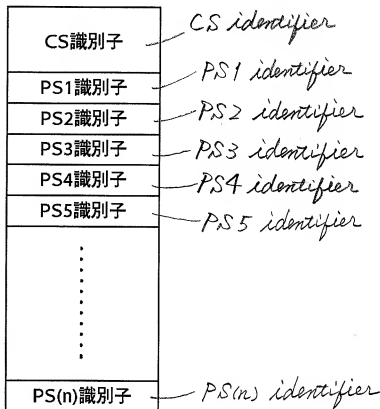 CS識別子
CS identifier
PS1識別子
PS1 identifier
PS2識別子
PS2 identifier
PS3識別子
PS3 identifier
PS4識別子
PS4 identifier
PS5識別子
PS5 identifier
PS(n)識別子
PS(n) identifier